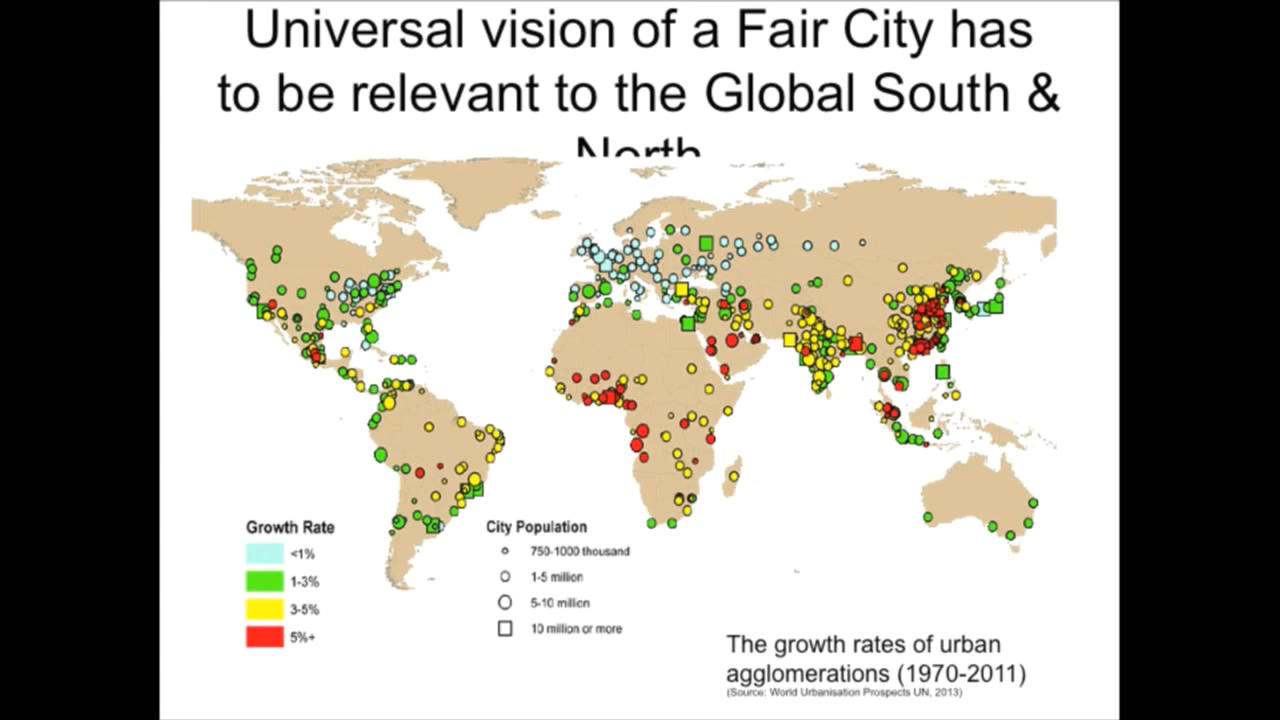 Universal vision of a Fair City has
to be relevant to the Global South &
North
Growth Rate
<1%
1-3%
3-5%
5%+
City Population
750-1000 thousand
1-5 million
5-10 million
10 million or more
The growth rates of urban
agglomerations (1970-2011)
(Source: World Urbanisation Prospects UN, 2013)